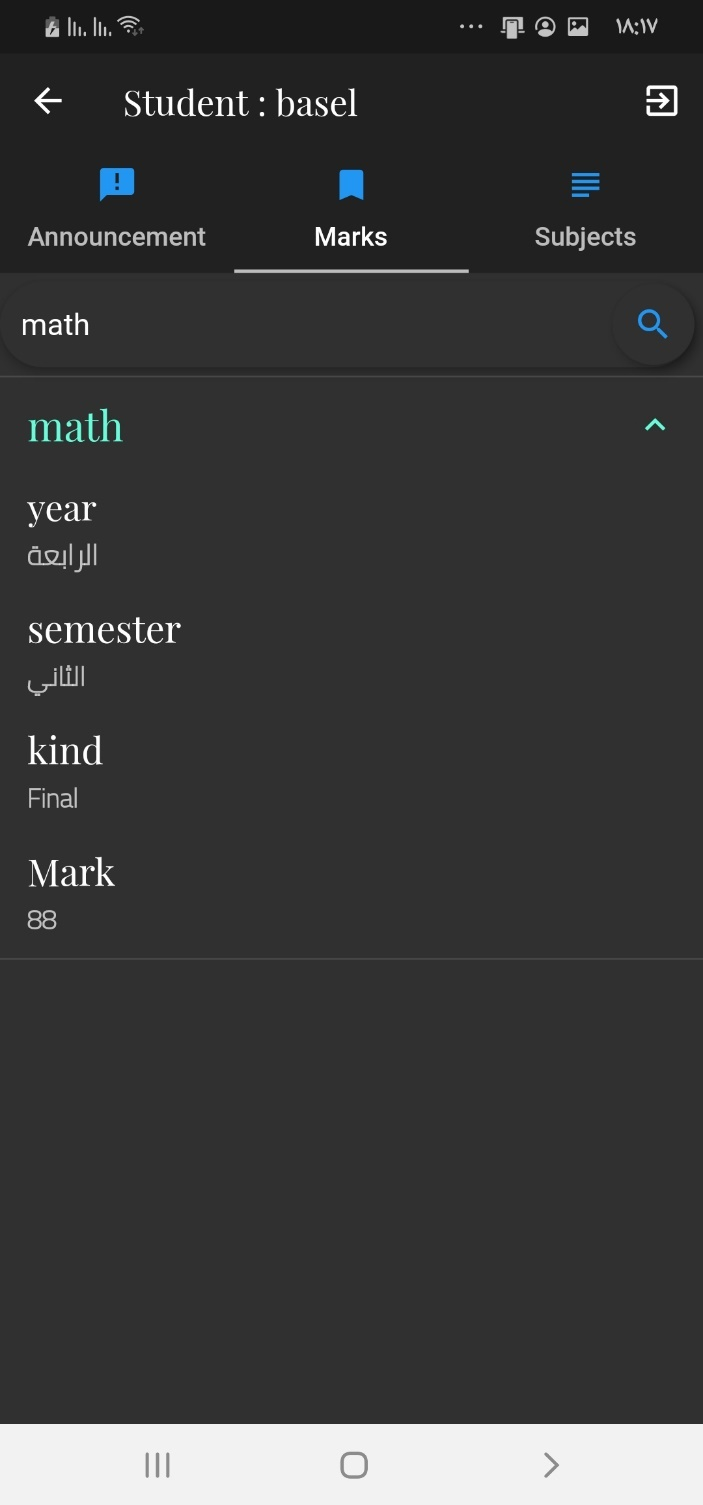 ١٨:١٧
Student : basel
Announcement
Marks
Subjects
math
math
year
الرابعة
semester
الثاني
kind
Final
Mark
88